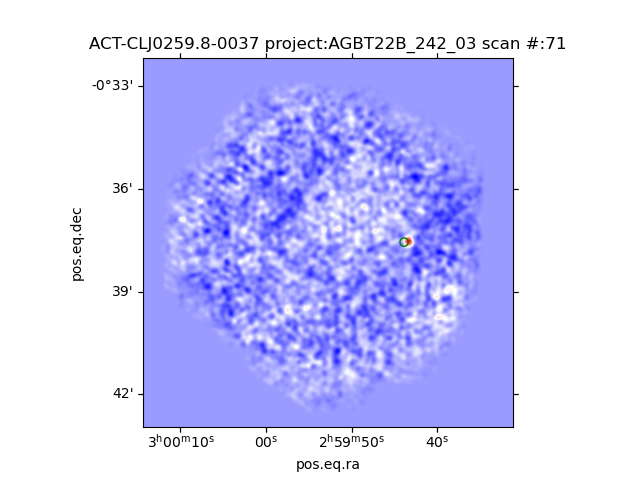 ACT-CLJ0259.8-0037 project:AGBT22B_242_03 scan #:71
-0°33'
36'
39'
42'
pos.eq.dec
3ʰ00ᵐ10ˢ 00ˢ 2ʰ59ᵐ50ˢ 40ˢ
pos.eq.ra